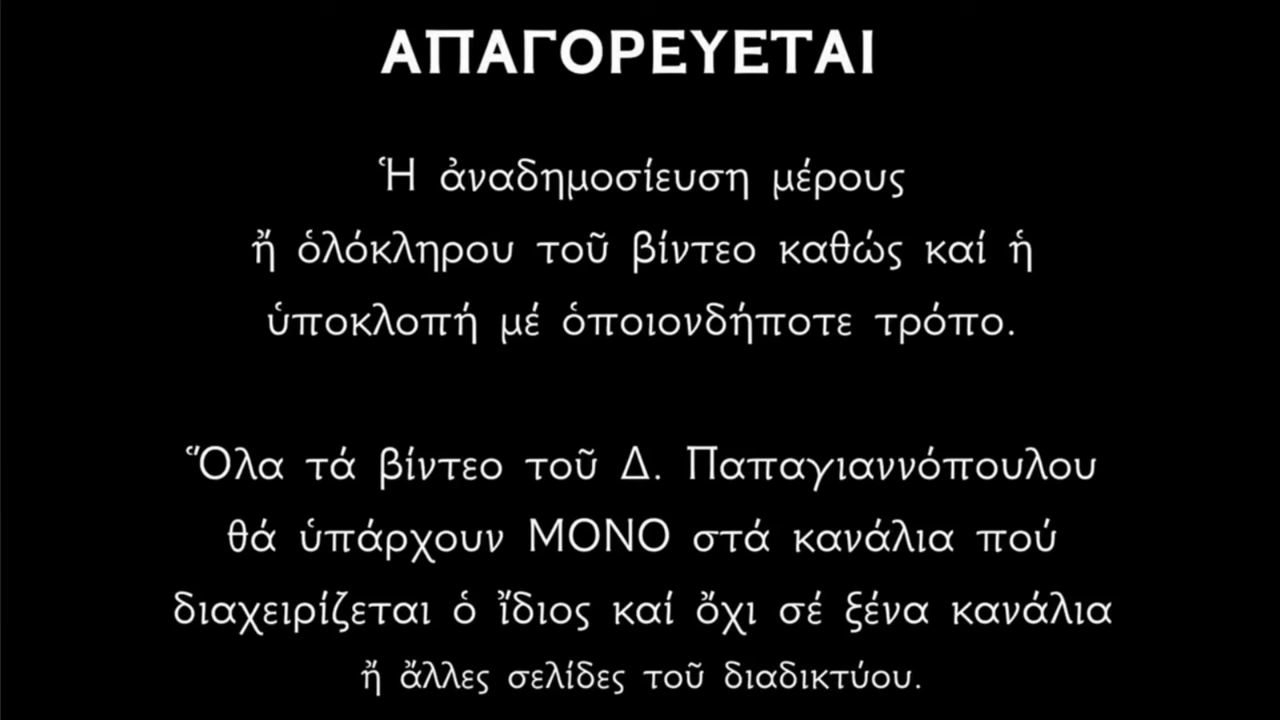 ΑΠΑΓΟΡΕΥΕΤΑΙ
Ἡ ἀναδημοσίευση μέρους
ἤ ὁλόκληρου τοῦ βίντεο καθώς καί ἡ
ὑποκλοπή μέ ὁποιονδήποτε τρόπο.
Ὅλα τά βίντεο τοῦ Δ. Παπαγιαννόπουλου
θά ὑπάρχουν ΜΟΝΟ στά κανάλια πού
διαχειρίζεται ὁ ἴδιος καί ὄχι σέ ξένα κανάλια
ἤ ἄλλες σελίδες τοῦ διαδικτύου.